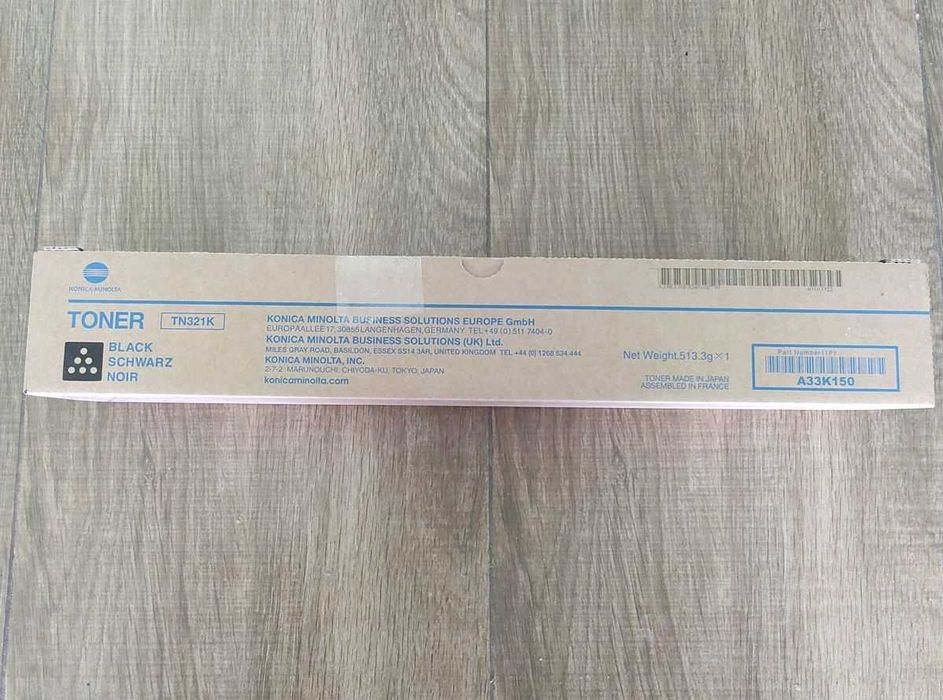 KONICA MINOLTA
TONER TN321K
BLACK
SCHWARZ
NOIR
KONICA MINOLTA BUSINESS SOLUTIONS EUROPE GmbH
EUROPAALLEE 17, 30855 LANGENHAGEN, GERMANY TEL +49 (0) 511 7404-0
KONICA MINOLTA BUSINESS SOLUTIONS (UK) Ltd.
MILES GRAY ROAD, BASILDON, ESSEX SS14 3AR, UNITED KINGDOM TEL +44 (0) 1268 534 444
KONICA MINOLTA, INC.
2-7-2 MARUNOUCHI, CHIYODA-KU, TOKYO, JAPAN
konicaminolta.com
Net Weight.513.3g×1
TONER MADE IN JAPAN
ASSEMBLED IN FRANCE
Part Number(1P)
A33K150